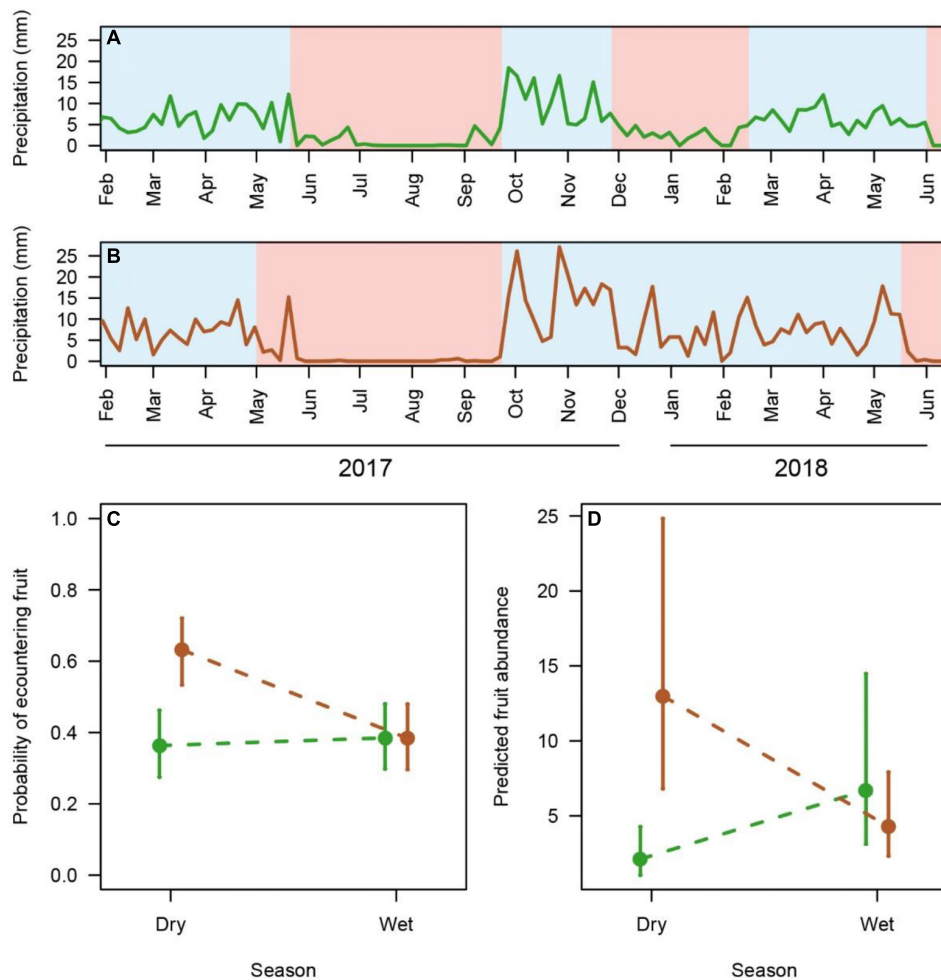 A
Precipitation (mm)
25
20
15
10
5
0
Feb Mar Apr May Jun Jul Aug Sep Oct Nov Dec Jan Feb Mar Apr May Jun
B
Precipitation (mm)
25
20
15
10
5
0
Feb Mar Apr May Jun Jul Aug Sep Oct Nov Dec Jan Feb Mar Apr May Jun
2017 2018
C
Probability of ecountering fruit
1.0
0.8
0.6
0.4
0.2
0.0
Dry Wet
Season
D
Predicted fruit abundance
25
20
15
10
5
Dry Wet
Season